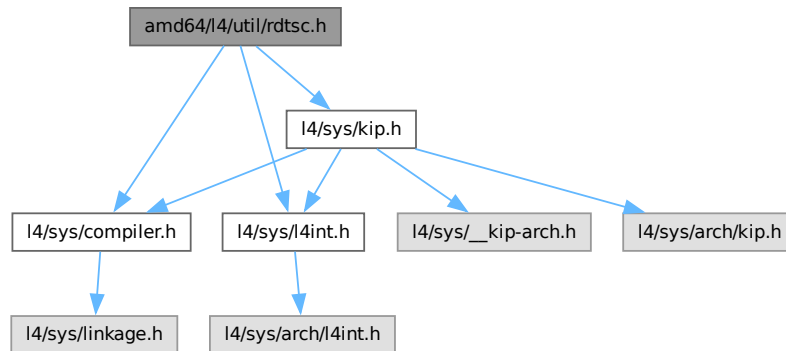 amd64/l4/util/rdtsc.h
l4/sys/kip.h
l4/sys/compiler.h
l4/sys/l4int.h
l4/sys/__kip-arch.h
l4/sys/arch/kip.h
l4/sys/linkage.h
l4/sys/arch/l4int.h